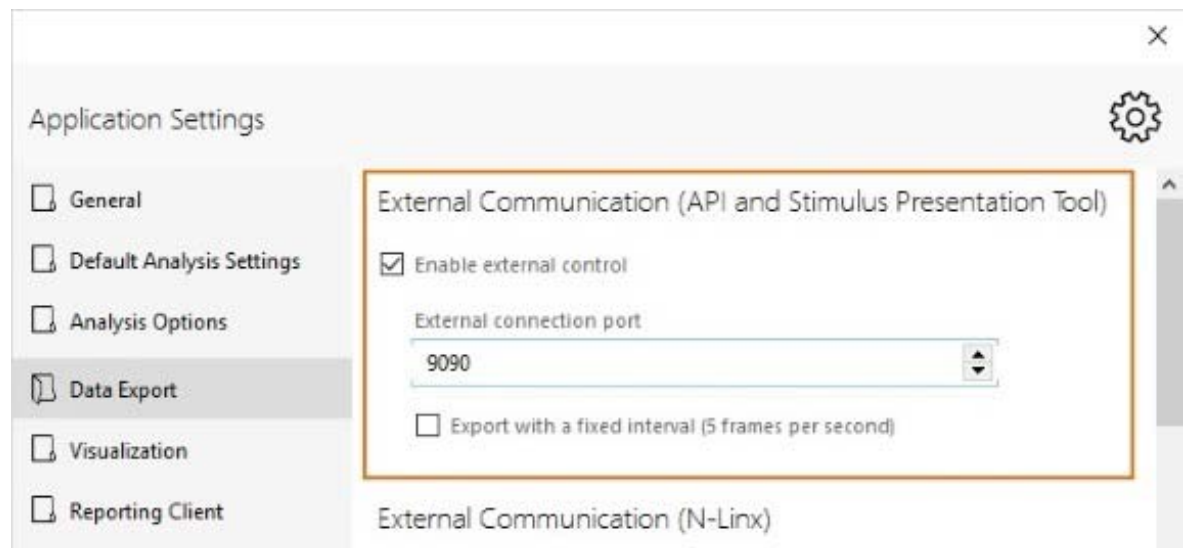 Application Settings
General
Default Analysis Settings
Analysis Options
Data Export
Visualization
Reporting Client
External Communication (API and Stimulus Presentation Tool)
Enable external control
External connection port
9090
Export with a fixed interval (5 frames per second)
External Communication (N-Linx)